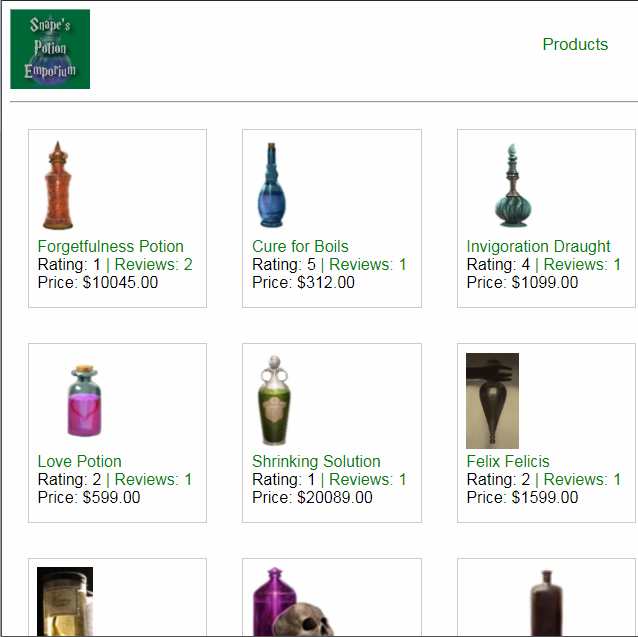 Snape's
Potion
Emporium
Products
Forgetfulness Potion
Rating: 1 | Reviews: 2
Price: $10045.00
Cure for Boils
Rating: 5 | Reviews: 1
Price: $312.00
Invigoration Draught
Rating: 4 | Reviews: 1
Price: $1099.00
Love Potion
Rating: 2 | Reviews: 1
Price: $599.00
Shrinking Solution
Rating: 1 | Reviews: 1
Price: $20089.00
Felix Felicis
Rating: 2 | Reviews: 1
Price: $1599.00